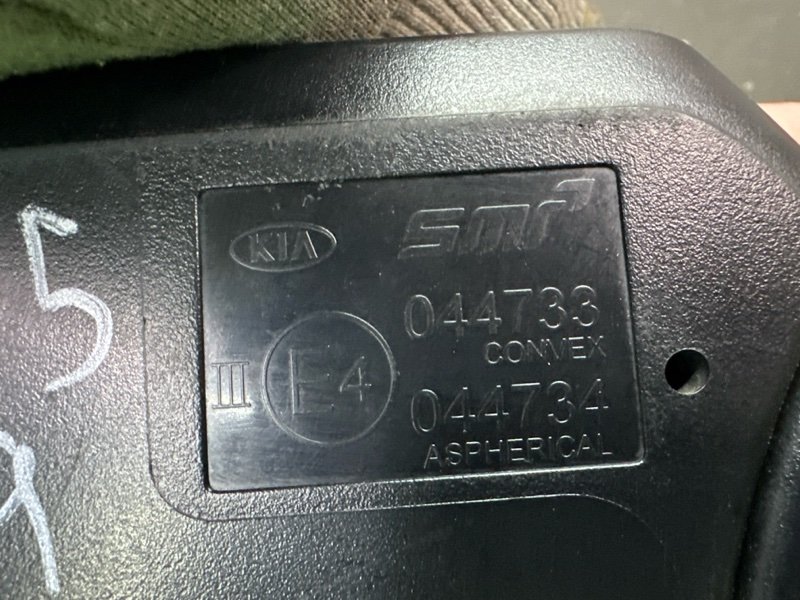 5
KIA
smr
044733
CONVEX
III
E4
044734
ASPHERICAL